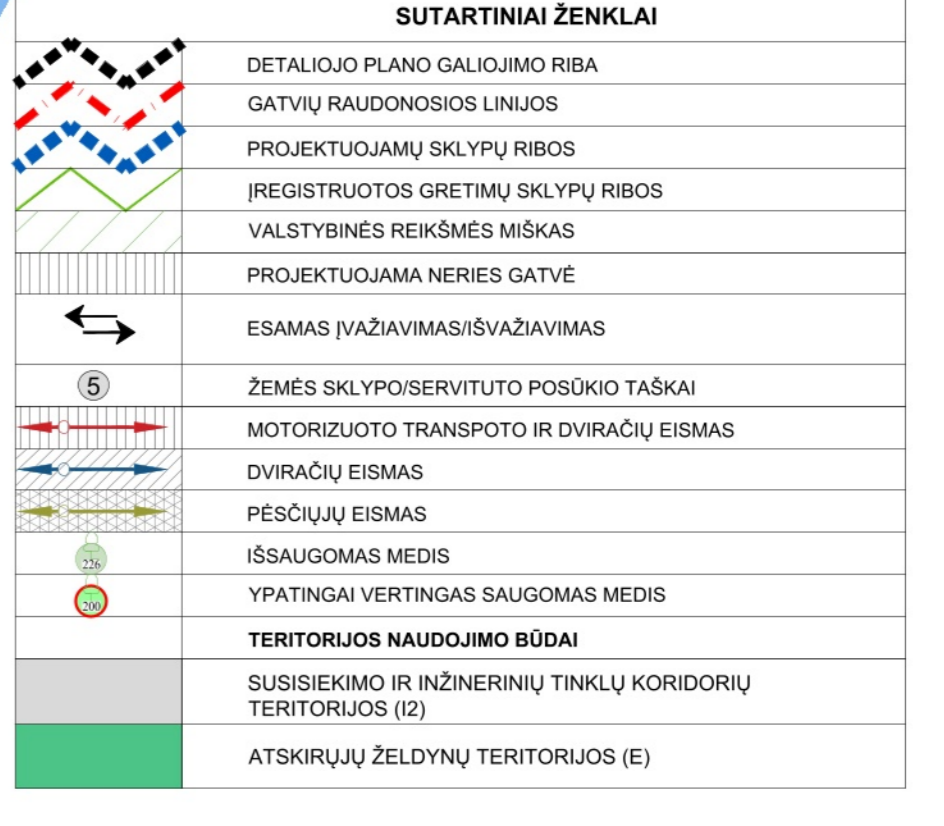 SUTARTINIAI ŽENKLAI
DETALIOJO PLANO GALIOJIMO RIBA
GATVIŲ RAUDONOSIOS LINIJOS
PROJEKTUOJAMŲ SKLYPŲ RIBOS
ĮREGISTRUOTOS GRETIMŲ SKLYPŲ RIBOS
VALSTYBINĖS REIKŠMĖS MIŠKAS
PROJEKTUOJAMA NERIES GATVĖ
ESAMAS ĮVAŽIAVIMAS/IŠVAŽIAVIMAS
5 ŽEMĖS SKLYPO/SERVITUTO POSŪKIO TAŠKAI
MOTORIZUOTO TRANSPOTO IR DVIRAČIŲ EISMAS
DVIRAČIŲ EISMAS
PĖSČIŲJŲ EISMAS
226 IŠSAUGOMAS MEDIS
200 YPATINGAI VERTINGAS SAUGOMAS MEDIS
TERITORIJOS NAUDOJIMO BŪDAI
SUSISIEKIMO IR INŽINERINIŲ TINKLŲ KORIDORIŲ
TERITORIJOS (I2)
ATSKIRŲJŲ ŽELDYNŲ TERITORIJOS (E)